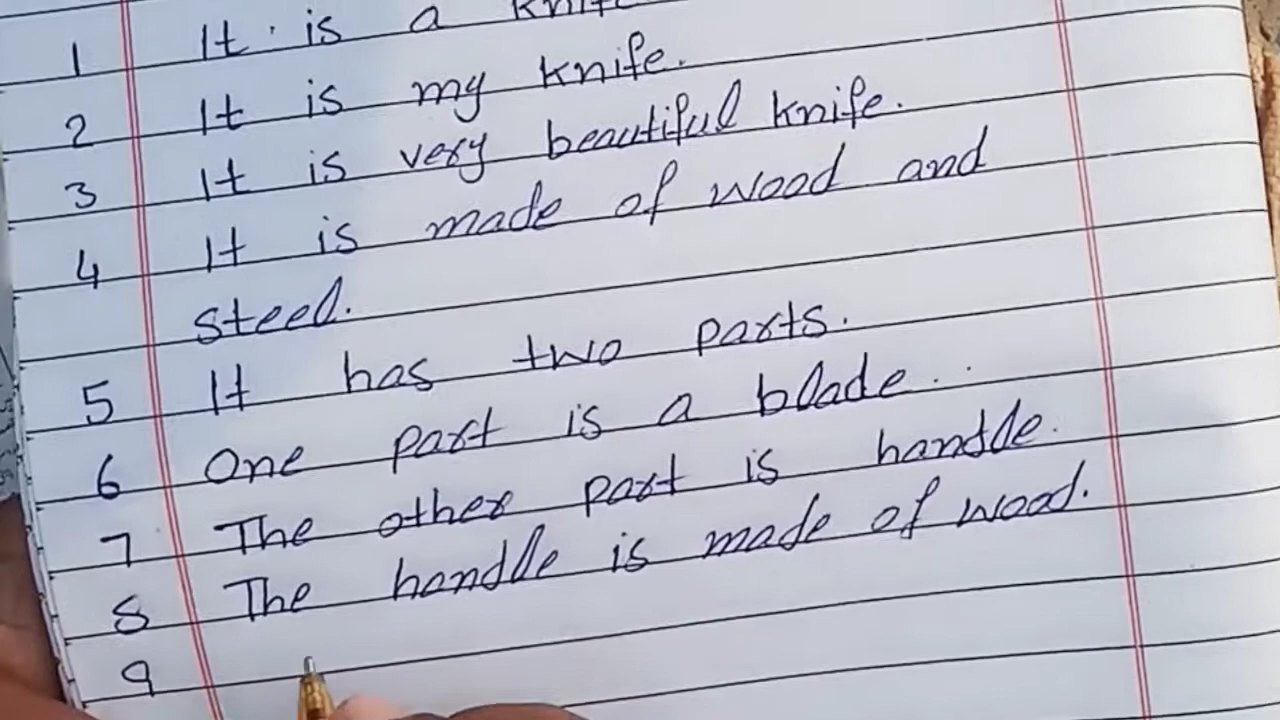 1 It is a knife
2 It is my knife.
3 It is very beautiful knife.
4 It is made of wood and
steel.
5 It has two parts.
6 One part is a blade..
7 The other part is handle.
8 The handle is made of wood.
9